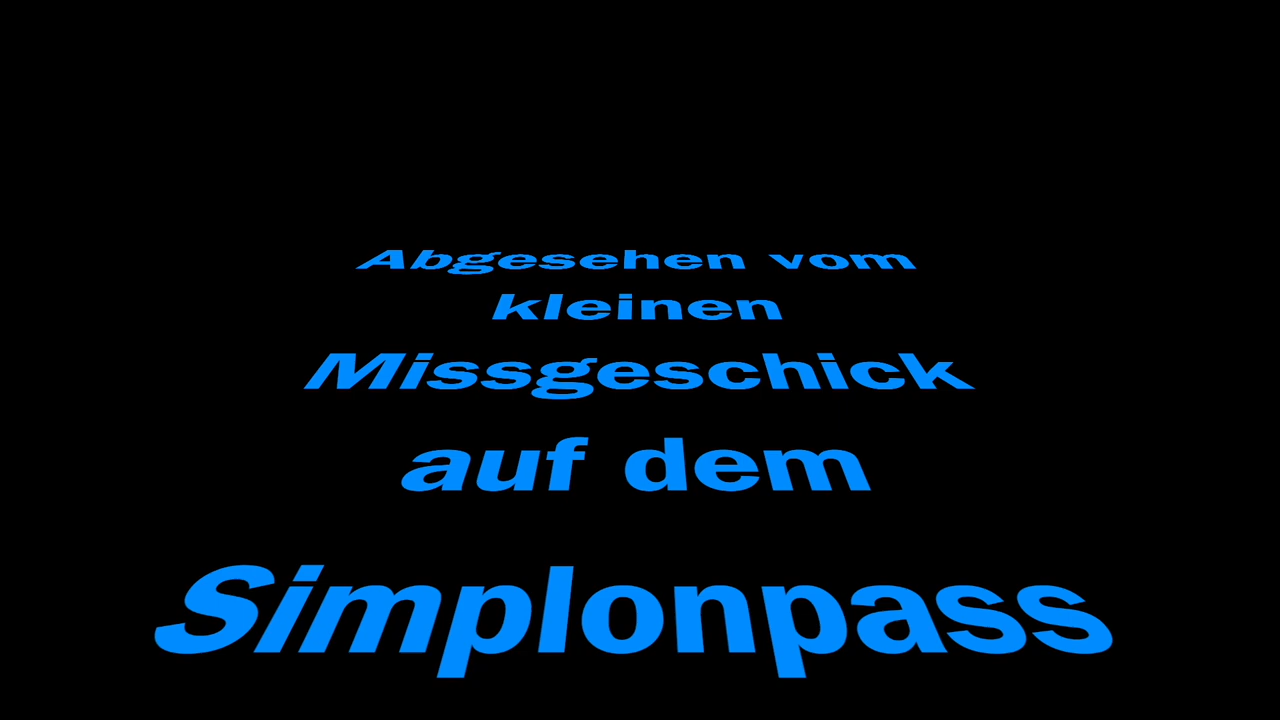 Abgesehen vom
kleinen
Missgeschick
auf dem
Simplonpass